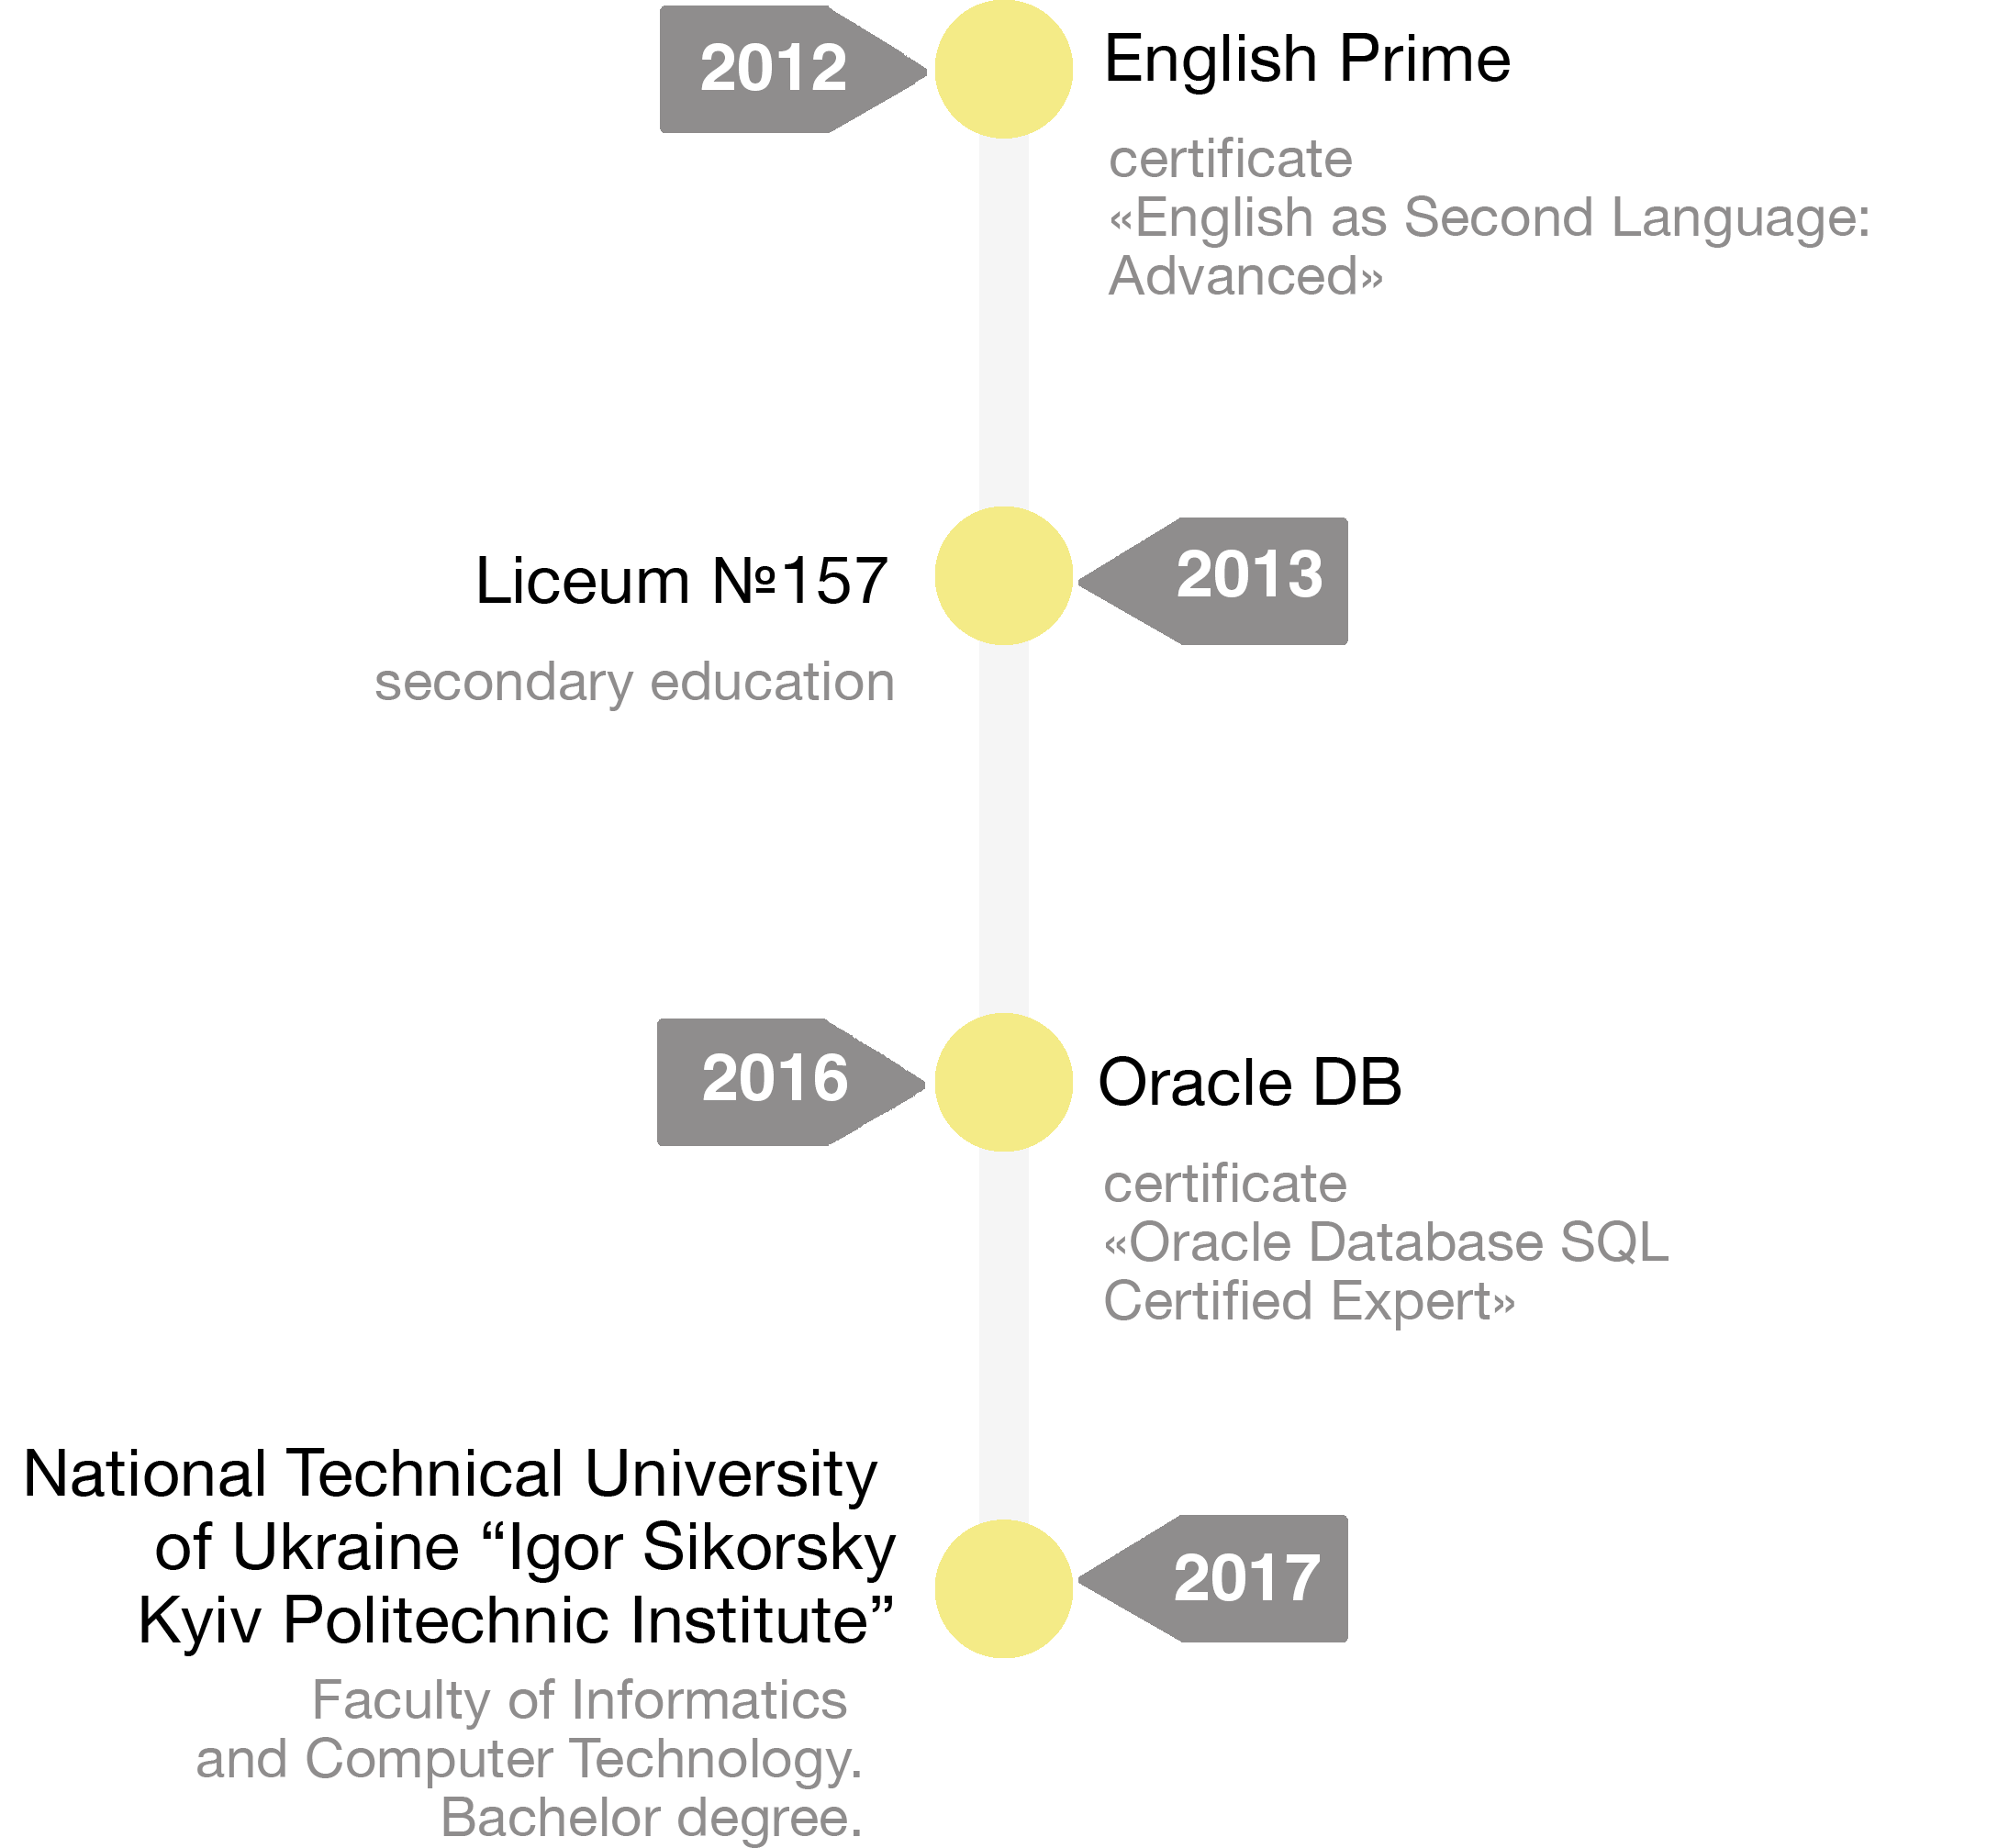 2012
English Prime
certificate
«English as Second Language:
Advanced»
2013
Liceum №157
secondary education
2016
Oracle DB
certificate
«Oracle Database SQL
Certified Expert»
2017
National Technical University
of Ukraine “Igor Sikorsky
Kyiv Politechnic Institute”
Faculty of Informatics
and Computer Technology.
Bachelor degree.